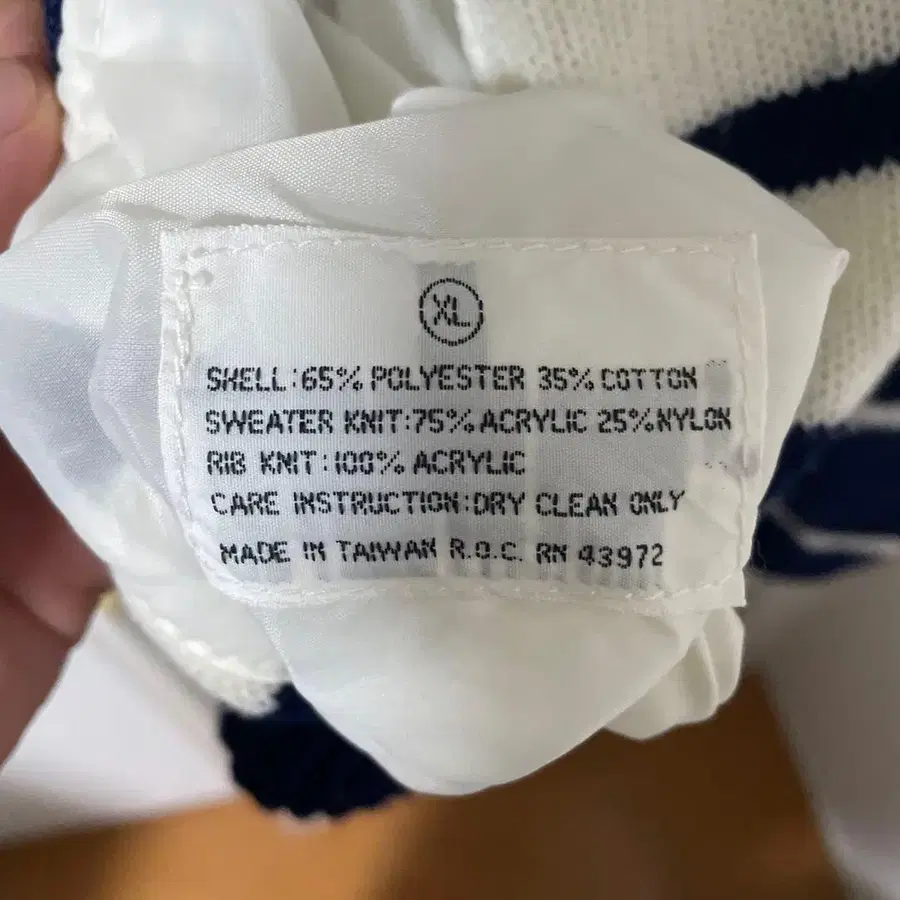 XL
SHELL:65% POLYESTER 35% COTTON
SWEATER KNIT:75% ACRYLIC 25% NYLON
RIB KNIT:100% ACRYLIC
CARE INSTRUCTION:DRY CLEAN ONLY
MADE IN TAIWAN R.O.C. RN 43972